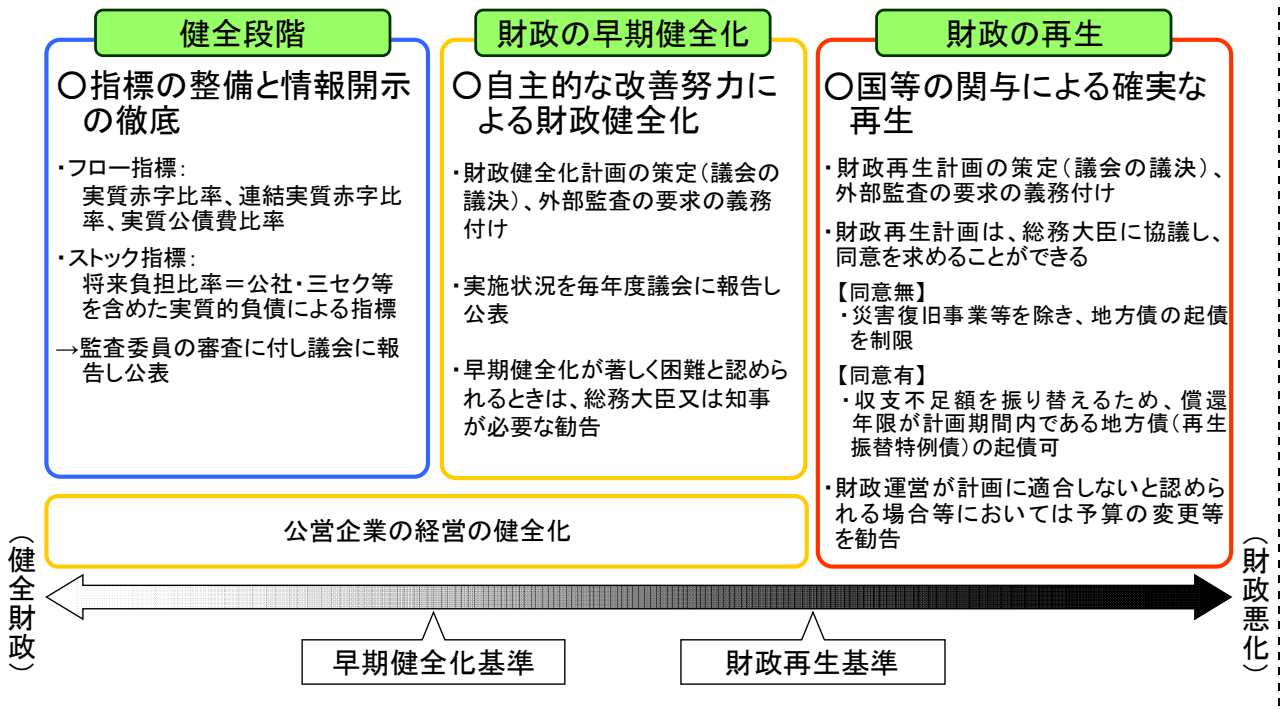 健全段階
〇指標の整備と情報開示
の徹底
・フロー指標：
実質赤字比率、連結実質赤字比
率、実質公債費比率
・ストック指標：
将来負担比率＝公社・三セク等
を含めた実質的負債による指標
→監査委員の審査に付し議会に報
告し公表
財政の早期健全化
〇自主的な改善努力に
よる財政健全化
・財政健全化計画の策定（議会の
議決）、外部監査の要求の義務
付け
・実施状況を毎年度議会に報告し
公表
・早期健全化が著しく困難と認めら
れるときは、総務大臣又は知事
が必要な勧告
財政の再生
〇国等の関与による確実な
再生
・財政再生計画の策定（議会の議決）、
外部監査の要求の義務付け
・財政再生計画は、総務大臣に協議し、
同意を求めることができる
【同意無】
・災害復旧事業等を除き、地方債の起債
を制限
【同意有】
・収支不足額を振り替えるため、償還
年限が計画期間内である地方債（再生
振替特例債）の起債可
・財政運営が計画に適合しないと認めら
れる場合等においては予算の変更等
を勧告
公営企業の経営の健全化
（健全財政）
（財政悪化）
早期健全化基準
財政再生基準